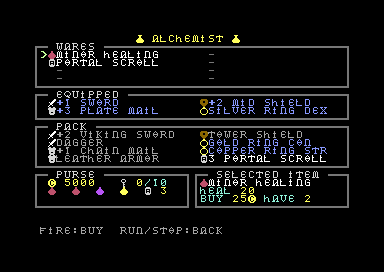 ALCHEMIST
WARES
>MINOR HEALING -
PORTAL SCROLL -
- -
- -
EQUIPPED
+1 SWORD +2 MID SHIELD
+3 PLATE MAIL SILVER RING DEX
PACK
+2 VIKING SWORD TOWER SHIELD
DAGGER GOLD RING CON
+1 CHAIN MAIL COPPER RING STR
LEATHER ARMOR 3 PORTAL SCROLL
PURSE SELECTED ITEM
5000 0/10 MINOR HEALING
3 HEAL 20
BUY 25 HAVE 2
FIRE:BUY RUN/STOP:BACK